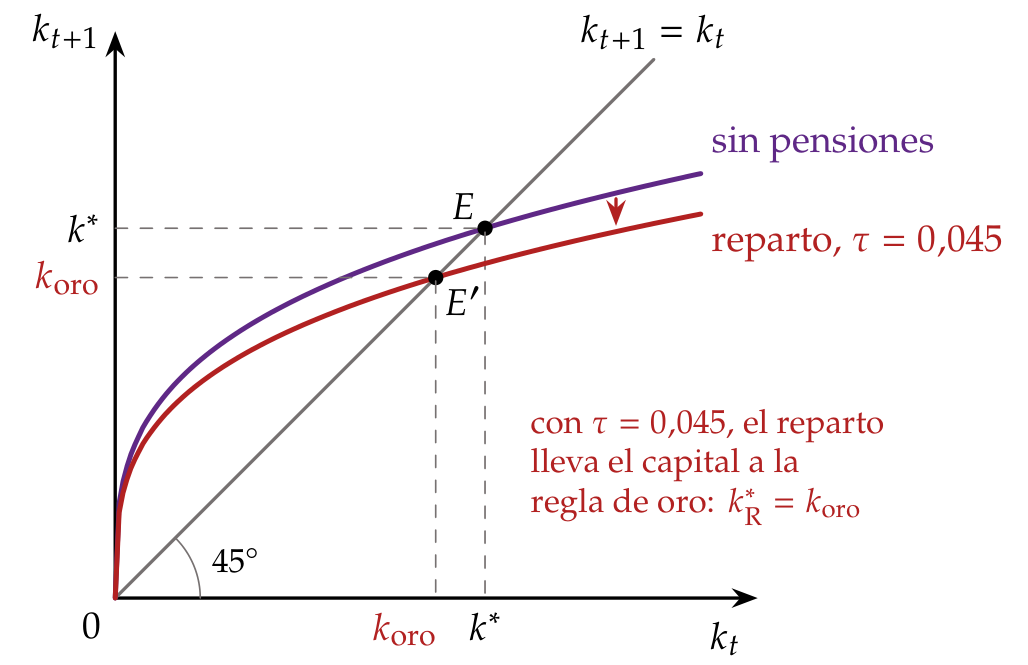 k_{t+1}
k_{t+1} = k_t
sin pensiones
E
k*
reparto, τ = 0,045
k_oro
E′
con τ = 0,045, el reparto
lleva el capital a la
regla de oro: k*_R = k_oro
45°
0
k_oro
k*
k_t